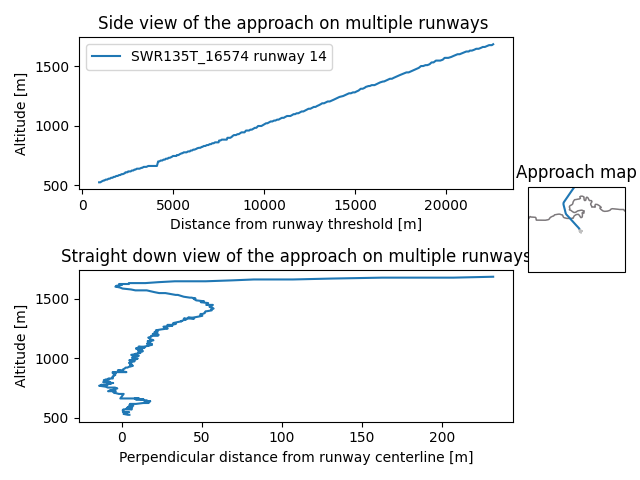 Side view of the approach on multiple runways
SWR135T_16574 runway 14
1500
1000
500
Altitude [m]
0
5000
10000
15000
20000
Distance from runway threshold [m]
Approach map
Straight down view of the approach on multiple runways
1500
1000
500
Altitude [m]
0
50
100
150
200
Perpendicular distance from runway centerline [m]